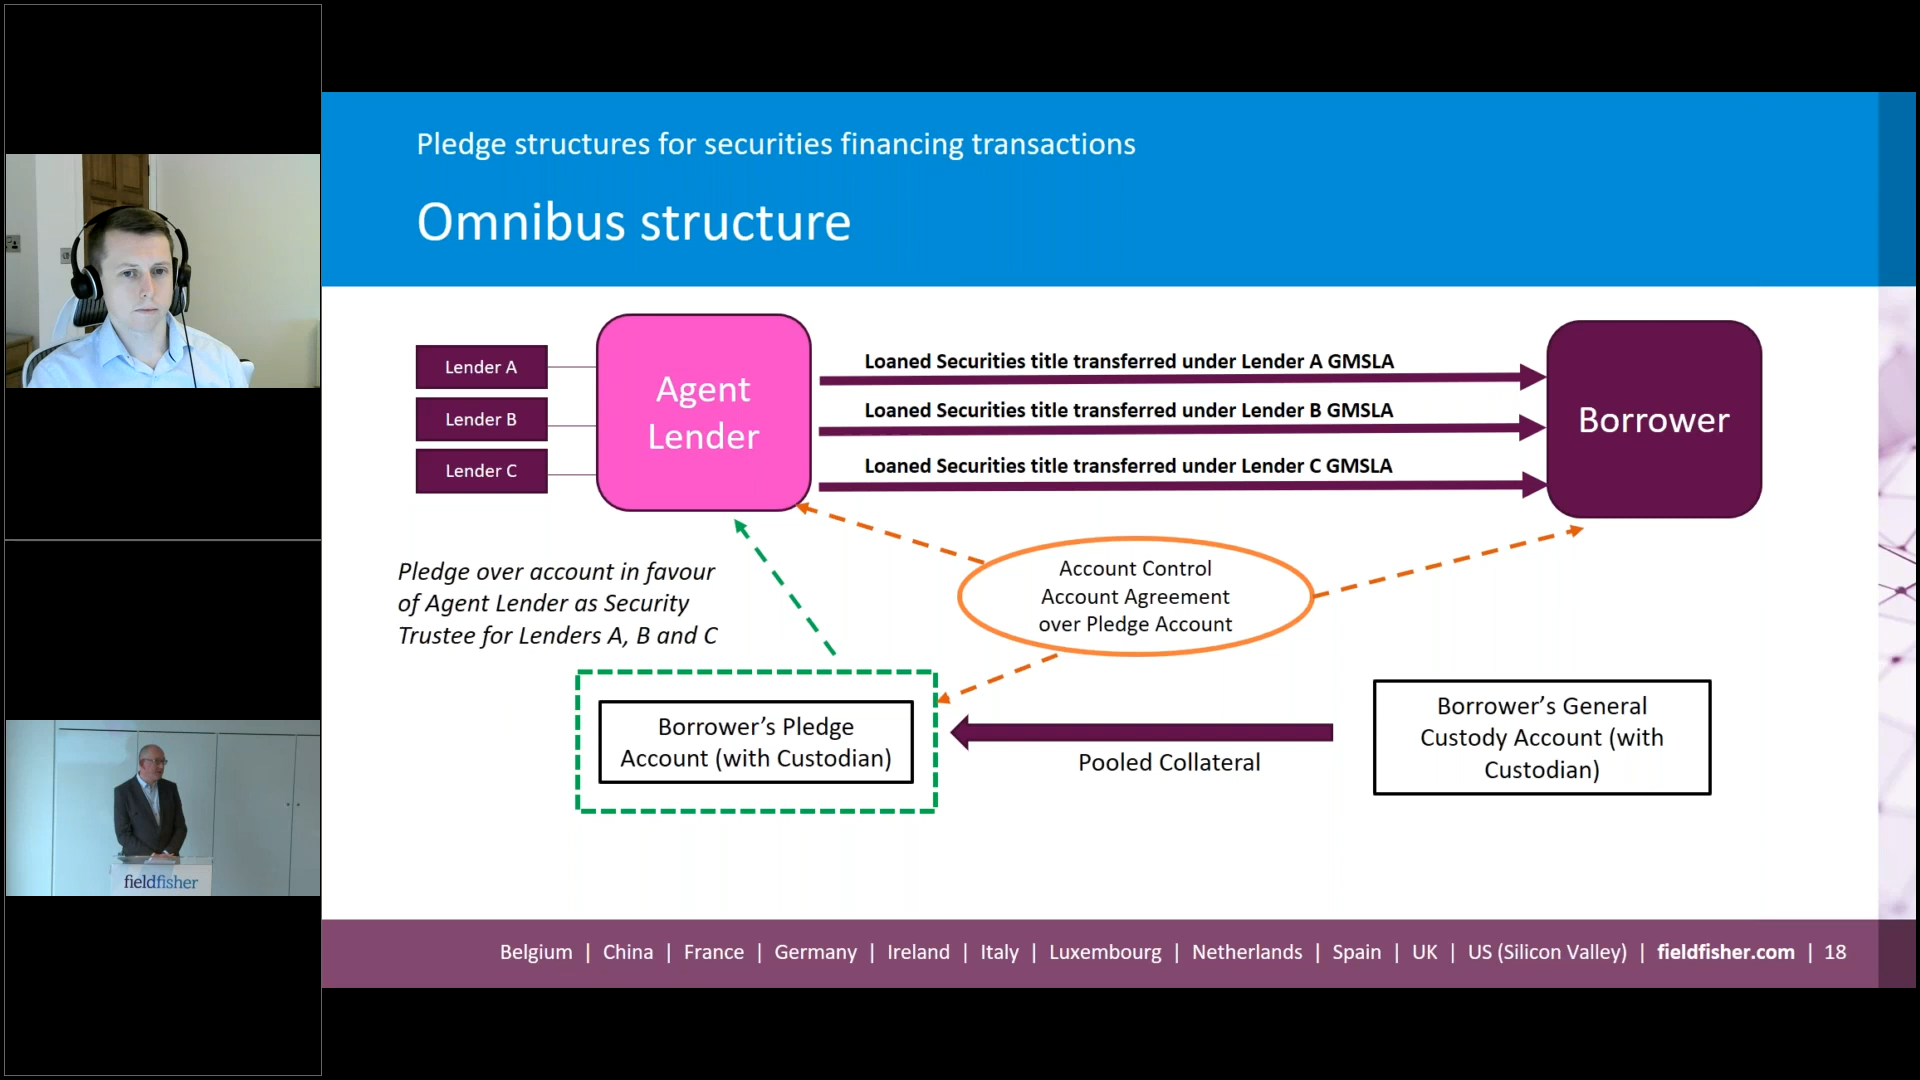 Pledge structures for securities financing transactions
Omnibus structure
Lender A
Lender B
Lender C
Agent
Lender
Loaned Securities title transferred under Lender A GMSLA
Loaned Securities title transferred under Lender B GMSLA
Loaned Securities title transferred under Lender C GMSLA
Borrower
Pledge over account in favour
of Agent Lender as Security
Trustee for Lenders A, B and C
Account Control
Account Agreement
over Pledge Account
Borrower’s Pledge
Account (with Custodian)
Pooled Collateral
Borrower’s General
Custody Account (with
Custodian)
fieldfisher
Belgium | China | France | Germany | Ireland | Italy | Luxembourg | Netherlands | Spain | UK | US (Silicon Valley) | fieldfisher.com | 18